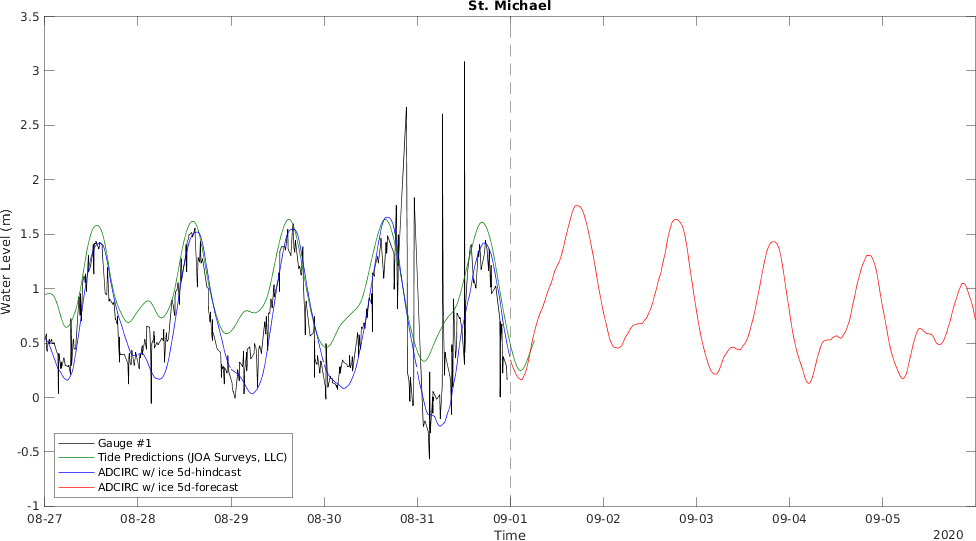 St. Michael
3.5
3
2.5
2
1.5
1
0.5
0
-0.5
-1
Water Level (m)
Gauge #1
Tide Predictions (JOA Surveys, LLC)
ADCIRC w/ ice 5d-hindcast
ADCIRC w/ ice 5d-forecast
08-27 08-28 08-29 08-30 08-31 09-01 09-02 09-03 09-04 09-05
Time
2020